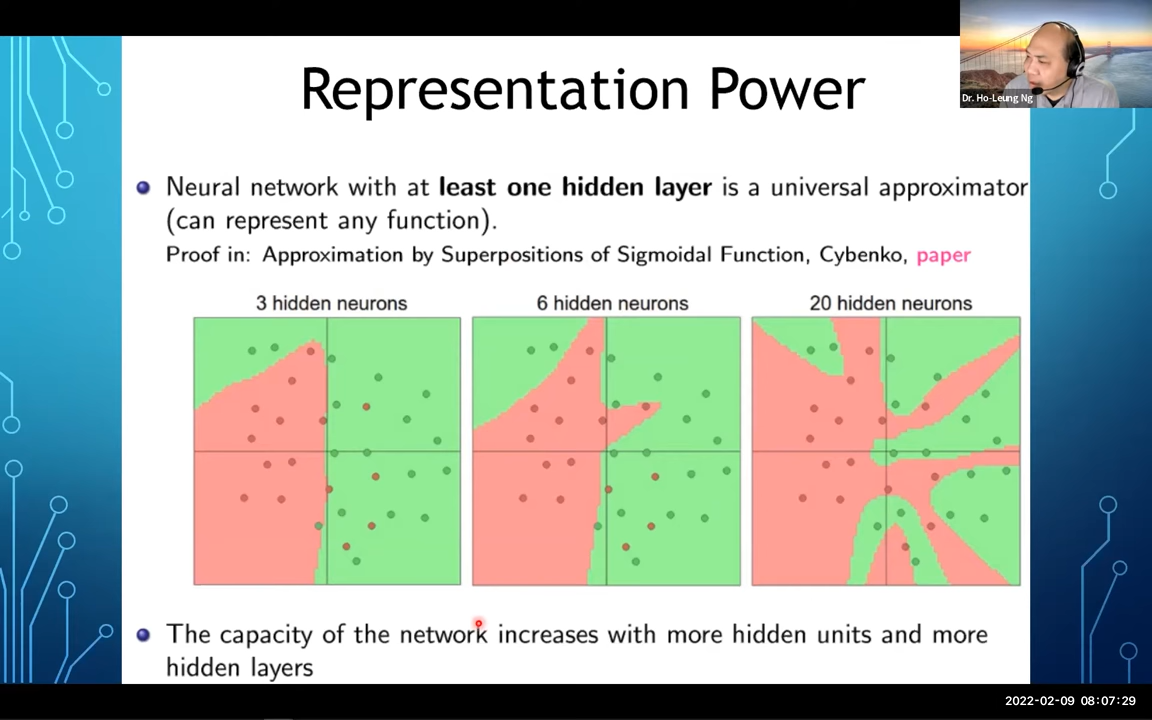 Representation Power
Dr. Ho-Leung Ng
Neural network with at least one hidden layer is a universal approximator
(can represent any function).
Proof in: Approximation by Superpositions of Sigmoidal Function, Cybenko, paper
3 hidden neurons
6 hidden neurons
20 hidden neurons
The capacity of the network increases with more hidden units and more
hidden layers
2022-02-09 08:07:29